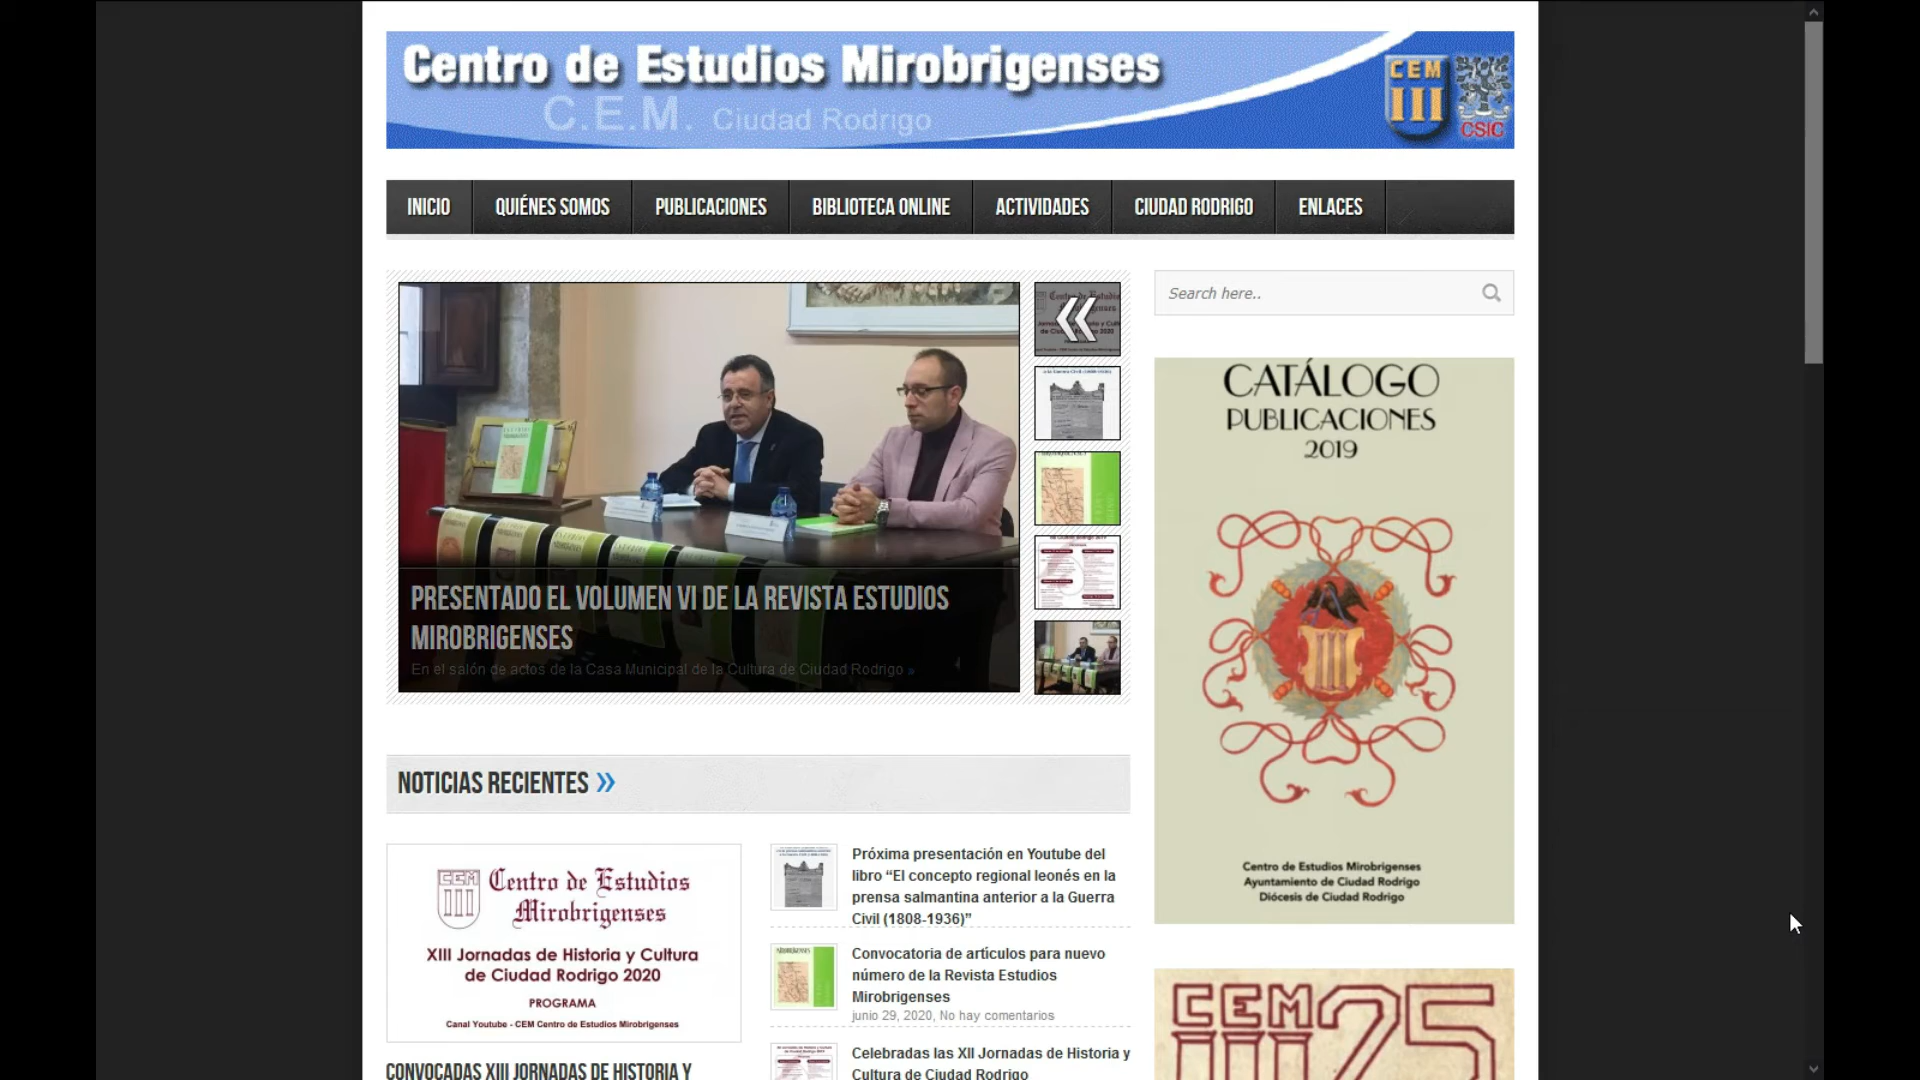 Centro de Estudios Mirobrigenses
C.E.M. Ciudad Rodrigo
CEM
III
CSIC
INICIO
QUIÉNES SOMOS
PUBLICACIONES
BIBLIOTECA ONLINE
ACTIVIDADES
CIUDAD RODRIGO
ENLACES
Search here..
PRESENTADO EL VOLUMEN VI DE LA REVISTA ESTUDIOS
MIROBRIGENSES
En el salón de actos de la Casa Municipal de la Cultura de Ciudad Rodrigo »
CATÁLOGO
PUBLICACIONES
2019
Centro de Estudios Mirobrigenses
Ayuntamiento de Ciudad Rodrigo
Diócesis de Ciudad Rodrigo
NOTICIAS RECIENTES »
CEM
III
Centro de Estudios
Mirobrigenses
XIII Jornadas de Historia y Cultura
de Ciudad Rodrigo 2020
PROGRAMA
Canal Youtube - CEM Centro de Estudios Mirobrigenses
CONVOCADAS XIII JORNADAS DE HISTORIA Y
Próxima presentación en Youtube del
libro “El concepto regional leonés en la
prensa salmantina anterior a la Guerra
Civil (1808-1936)”
Convocatoria de artículos para nuevo
número de la Revista Estudios
Mirobrigenses
junio 29, 2020, No hay comentarios
Celebradas las XII Jornadas de Historia y
Cultura de Ciudad Rodrigo
CEM 25
III